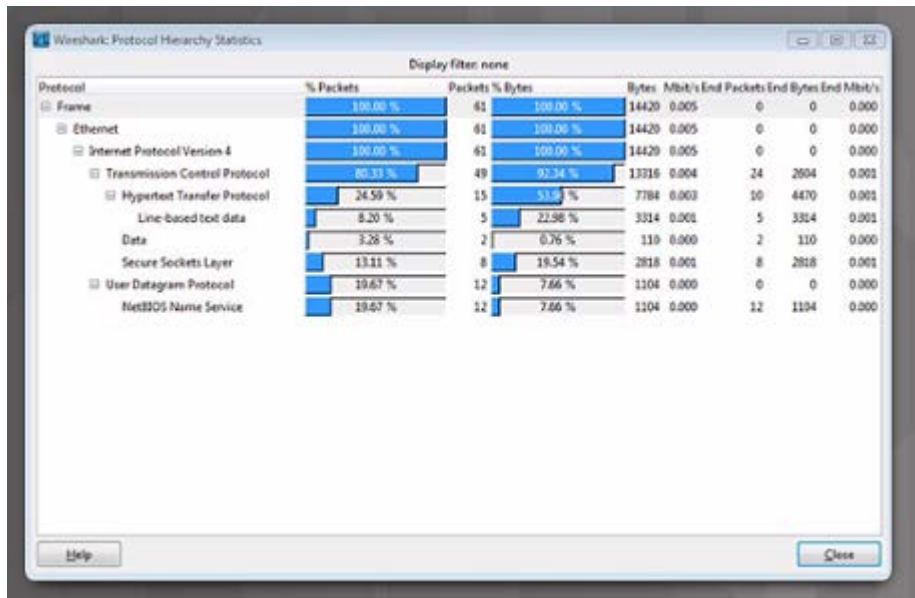 Wireshark: Protocol Hierarchy Statistics
Display filter: none
Protocol % Packets Packets % Bytes Bytes Mbit/s End Packets End Bytes End Mbit/s
Frame 100.00 % 61 100.00 % 14420 0.005 0 0 0.000
Ethernet 100.00 % 61 100.00 % 14420 0.005 0 0 0.000
Internet Protocol Version 4 100.00 % 61 100.00 % 14420 0.005 0 0 0.000
Transmission Control Protocol 80.33 % 49 92.34 % 13316 0.004 24 2604 0.001
Hypertext Transfer Protocol 24.59 % 15 53.98 % 7784 0.003 10 4470 0.001
Line-based text data 8.20 % 5 22.98 % 3314 0.001 5 3314 0.001
Data 3.28 % 2 0.76 % 110 0.000 2 110 0.000
Secure Sockets Layer 13.11 % 8 19.54 % 2818 0.001 8 2818 0.001
User Datagram Protocol 19.67 % 12 7.66 % 1104 0.000 0 0 0.000
NetBIOS Name Service 19.67 % 12 7.66 % 1104 0.000 12 1104 0.000
Help Close